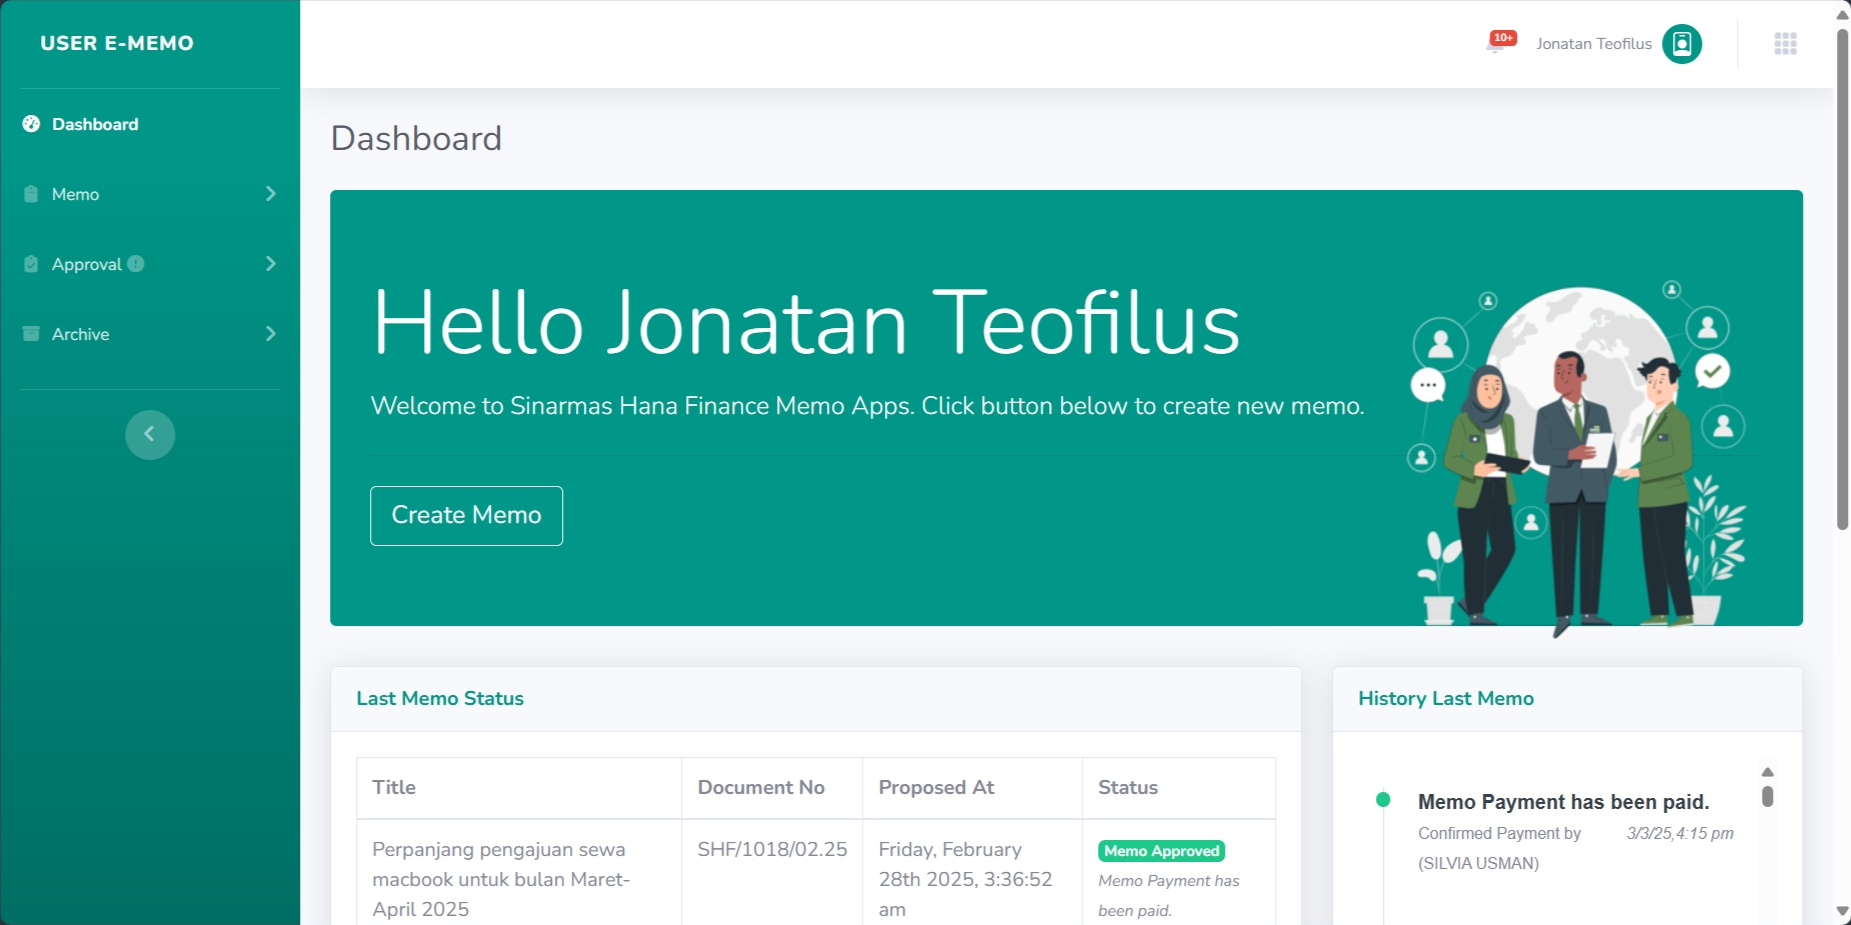 USER E-MEMO
10+
Jonatan Teofilus
Dashboard
Memo
Approval
Archive
Dashboard
Hello Jonatan Teofilus
Welcome to Sinarmas Hana Finance Memo Apps. Click button below to create new memo.
Create Memo
Last Memo Status
Title Document No Proposed At Status
Perpanjang pengajuan sewa macbook untuk bulan Maret-April 2025
SHF/1018/02.25
Friday, February 28th 2025, 3:36:52 am
Memo Approved
Memo Payment has been paid.
History Last Memo
Memo Payment has been paid.
Confirmed Payment by 3/3/25,4:15 pm
(SILVIA USMAN)